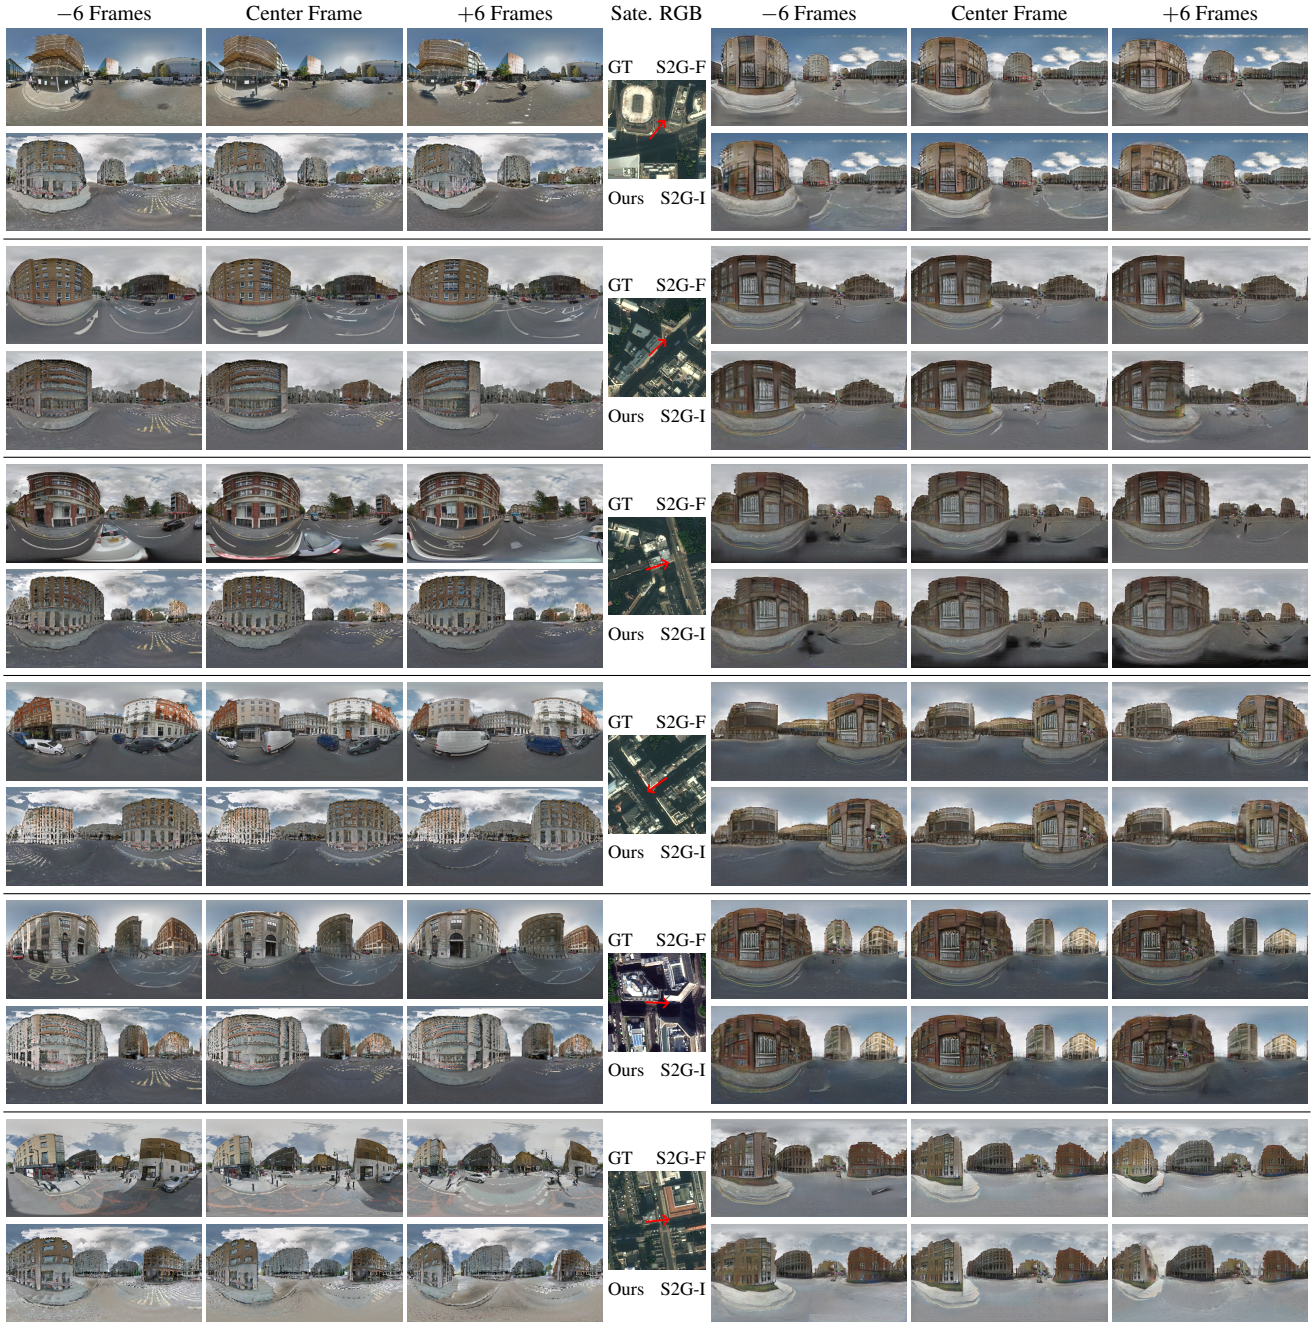 −6 Frames Center Frame +6 Frames Sate. RGB −6 Frames Center Frame +6 Frames
GT S2G-F
Ours S2G-I
GT S2G-F
Ours S2G-I
GT S2G-F
Ours S2G-I
GT S2G-F
Ours S2G-I
GT S2G-F
Ours S2G-I
GT S2G-F
Ours S2G-I